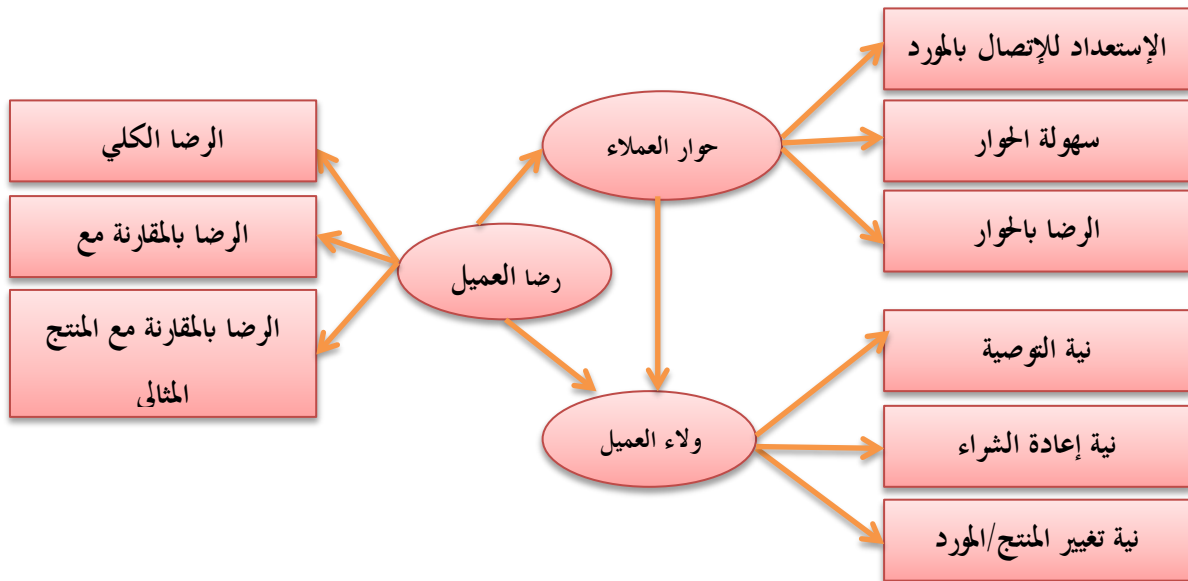 الإستعداد للإتصال بالمورد
سهولة الحوار
الرضا بالحوار
حوار العملاء
الرضا الكلي
الرضا بالمقارنة مع
الرضا بالمقارنة مع المنتج
المثالي
رضا العميل
ولاء العميل
نية التوصية
نية إعادة الشراء
نية تغيير المنتج/المورد